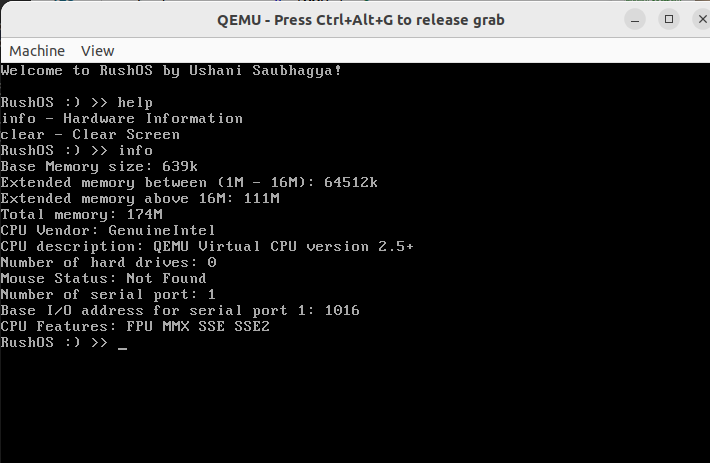 QEMU - Press Ctrl+Alt+G to release grab
Machine View
Welcome to RushOS by Ushani Saubhagya!
RushOS :) >> help
info - Hardware Information
clear - Clear Screen
RushOS :) >> info
Base Memory size: 639k
Extended memory between (1M - 16M): 64512k
Extended memory above 16M: 111M
Total memory: 174M
CPU Vendor: GenuineIntel
CPU description: QEMU Virtual CPU version 2.5+
Number of hard drives: 0
Mouse Status: Not Found
Number of serial port: 1
Base I/O address for serial port 1: 1016
CPU Features: FPU MMX SSE SSE2
RushOS :) >> _